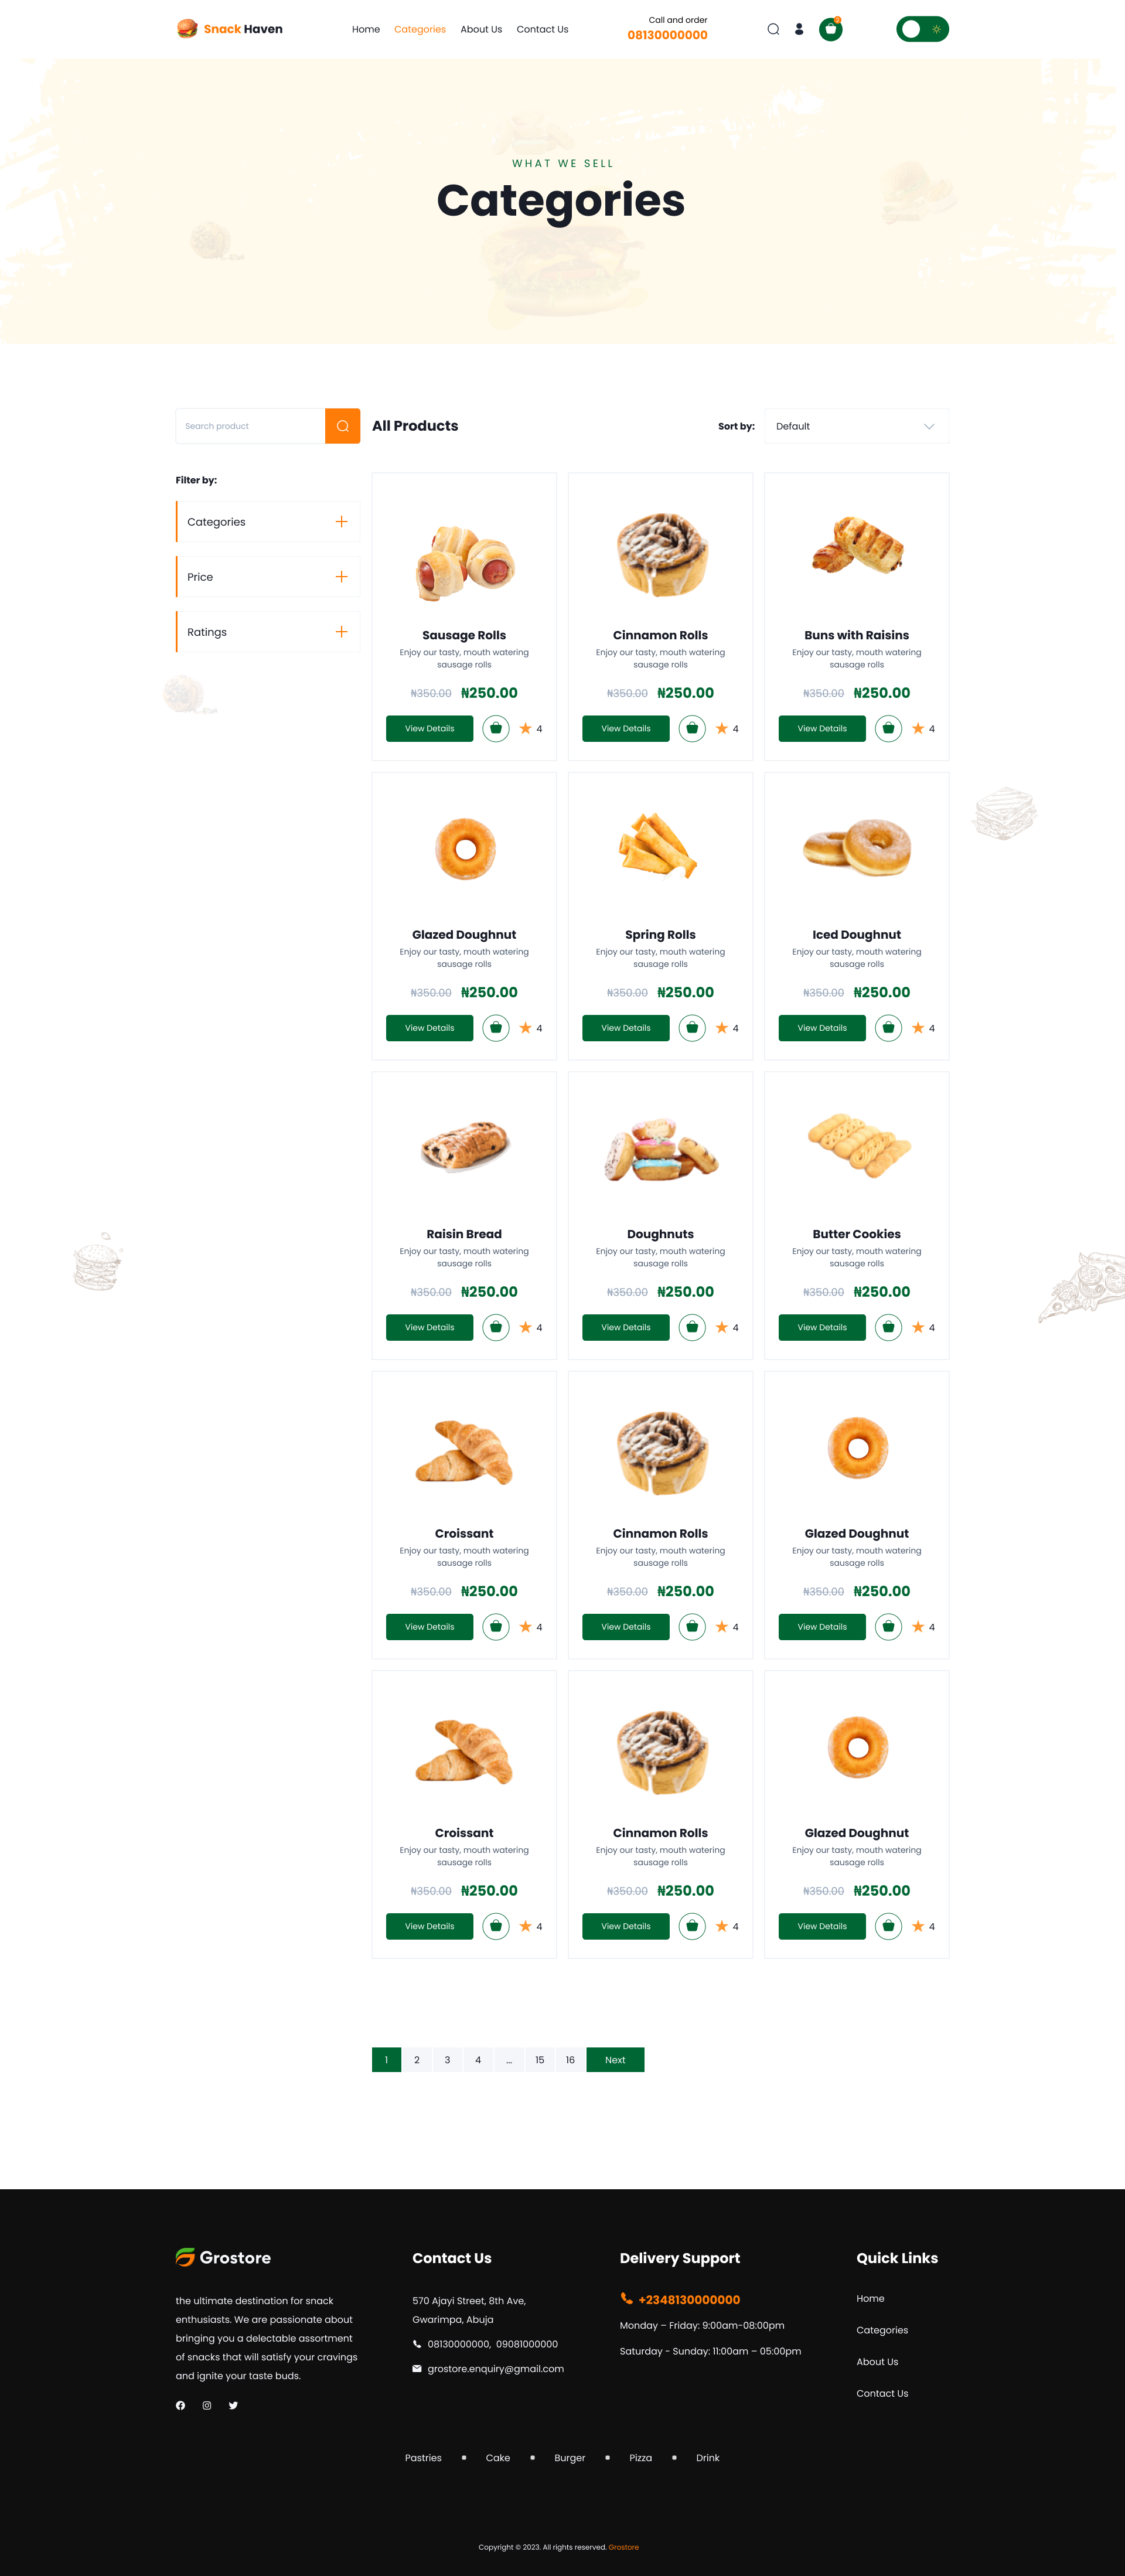 Snack Haven
Home Categories About Us Contact Us
Call and order
08130000000
WHAT WE SELL
Categories
Search product
All Products
Sort by:
Default
Filter by:
Categories
Price
Ratings
Sausage Rolls
Enjoy our tasty, mouth watering
sausage rolls
₦350.00 ₦250.00
View Details 4
Cinnamon Rolls
Enjoy our tasty, mouth watering
sausage rolls
₦350.00 ₦250.00
View Details 4
Buns with Raisins
Enjoy our tasty, mouth watering
sausage rolls
₦350.00 ₦250.00
View Details 4
Glazed Doughnut
Enjoy our tasty, mouth watering
sausage rolls
₦350.00 ₦250.00
View Details 4
Spring Rolls
Enjoy our tasty, mouth watering
sausage rolls
₦350.00 ₦250.00
View Details 4
Iced Doughnut
Enjoy our tasty, mouth watering
sausage rolls
₦350.00 ₦250.00
View Details 4
Raisin Bread
Enjoy our tasty, mouth watering
sausage rolls
₦350.00 ₦250.00
View Details 4
Doughnuts
Enjoy our tasty, mouth watering
sausage rolls
₦350.00 ₦250.00
View Details 4
Butter Cookies
Enjoy our tasty, mouth watering
sausage rolls
₦350.00 ₦250.00
View Details 4
Croissant
Enjoy our tasty, mouth watering
sausage rolls
₦350.00 ₦250.00
View Details 4
Cinnamon Rolls
Enjoy our tasty, mouth watering
sausage rolls
₦350.00 ₦250.00
View Details 4
Glazed Doughnut
Enjoy our tasty, mouth watering
sausage rolls
₦350.00 ₦250.00
View Details 4
Croissant
Enjoy our tasty, mouth watering
sausage rolls
₦350.00 ₦250.00
View Details 4
Cinnamon Rolls
Enjoy our tasty, mouth watering
sausage rolls
₦350.00 ₦250.00
View Details 4
Glazed Doughnut
Enjoy our tasty, mouth watering
sausage rolls
₦350.00 ₦250.00
View Details 4
1 2 3 4 ... 15 16 Next
Grostore
the ultimate destination for snack
enthusiasts. We are passionate about
bringing you a delectable assortment
of snacks that will satisfy your cravings
and ignite your taste buds.
Contact Us
570 Ajayi Street, 8th Ave,
Gwarimpa, Abuja
08130000000, 09081000000
grostore.enquiry@gmail.com
Delivery Support
+2348130000000
Monday – Friday: 9:00am-08:00pm
Saturday - Sunday: 11:00am – 05:00pm
Quick Links
Home
Categories
About Us
Contact Us
Pastries Cake Burger Pizza Drink
Copyright © 2023. All rights reserved. Grostore